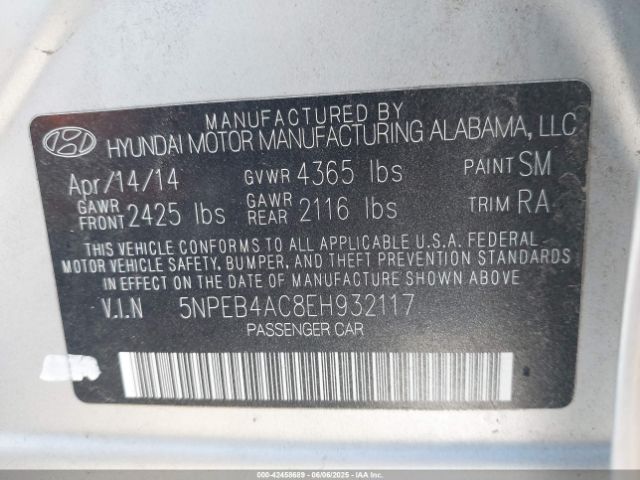 MANUFACTURED BY
HYUNDAI MOTOR MANUFACTURING ALABAMA, LLC
Apr/14/14 GVWR 4365 lbs PAINT SM
GAWR FRONT 2425 lbs GAWR REAR 2116 lbs TRIM RA
THIS VEHICLE CONFORMS TO ALL APPLICABLE U.S.A. FEDERAL
MOTOR VEHICLE SAFETY, BUMPER, AND THEFT PREVENTION STANDARDS
IN EFFECT ON THE DATE OF MANUFACTURE SHOWN ABOVE.
V.I.N 5NPEB4AC8EH932117
PASSENGER CAR
000-42458689 06/06/2025 IAAI.COM